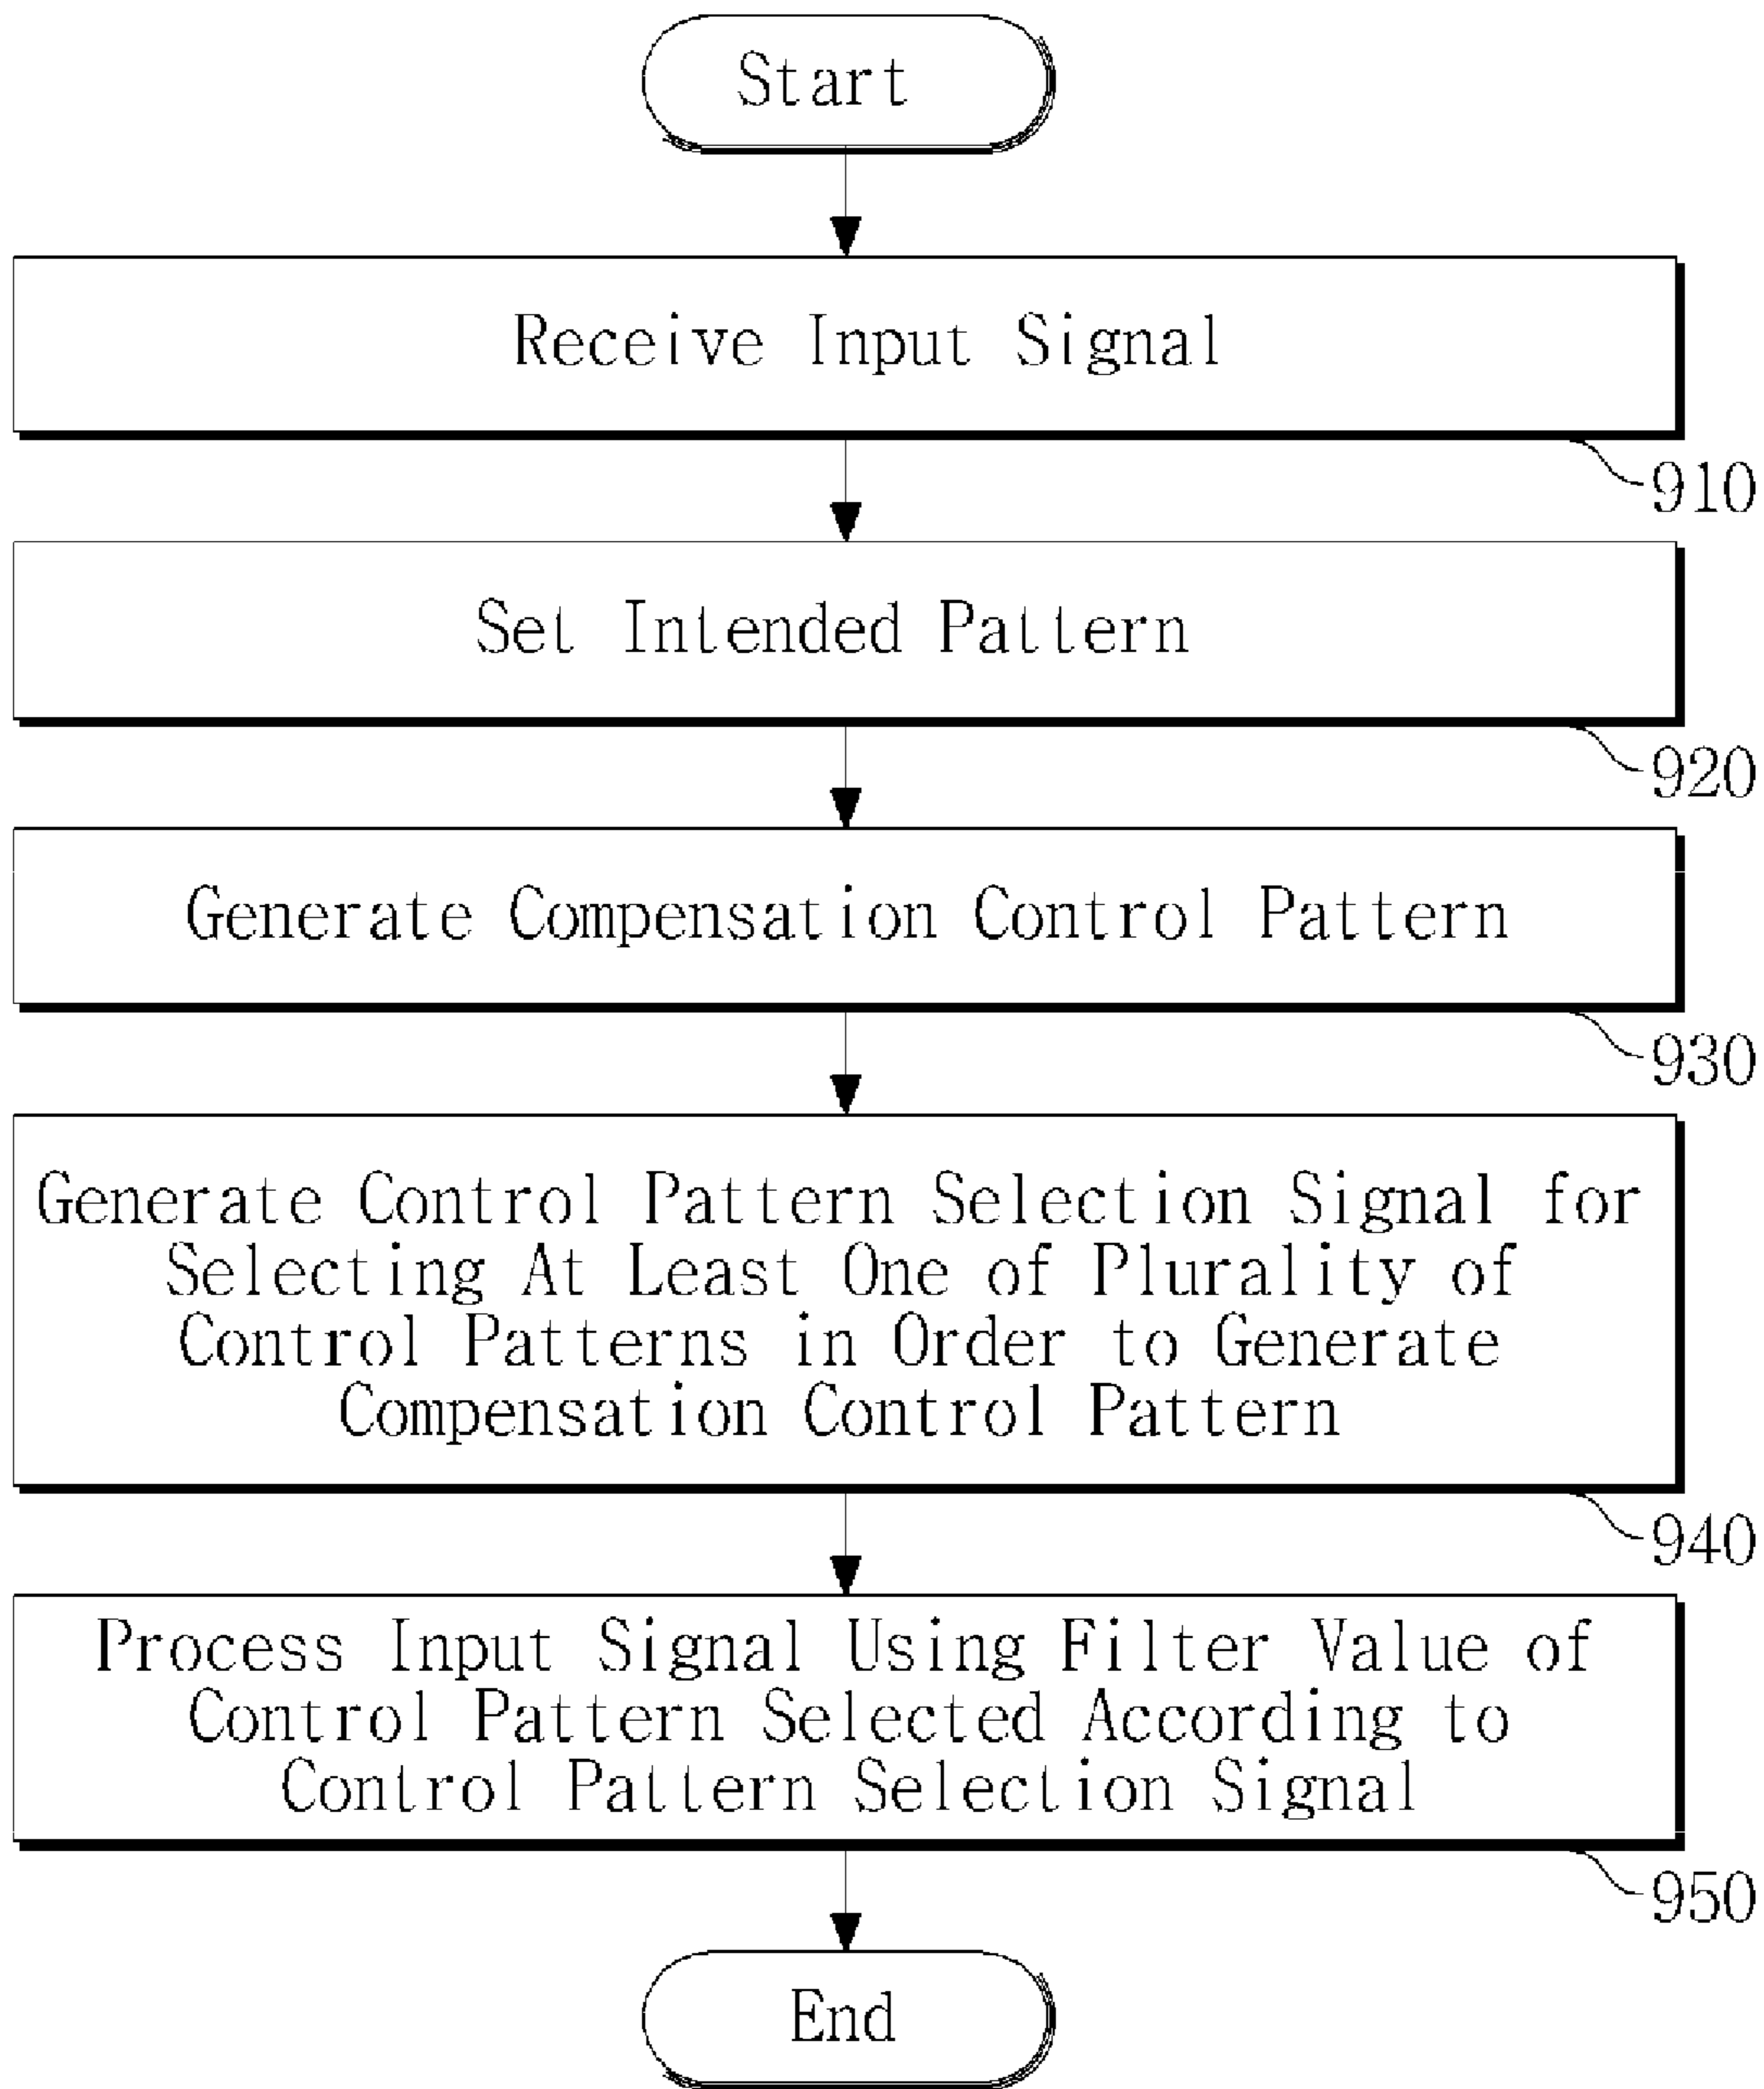 Start
Receive Input Signal
910
Set Intended Pattern
920
Generate Compensation Control Pattern
930
Generate Control Pattern Selection Signal for
Selecting At Least One of Plurality of
Control Patterns in Order to Generate
Compensation Control Pattern
940
Process Input Signal Using Filter Value of
Control Pattern Selected According to
Control Pattern Selection Signal
950
End